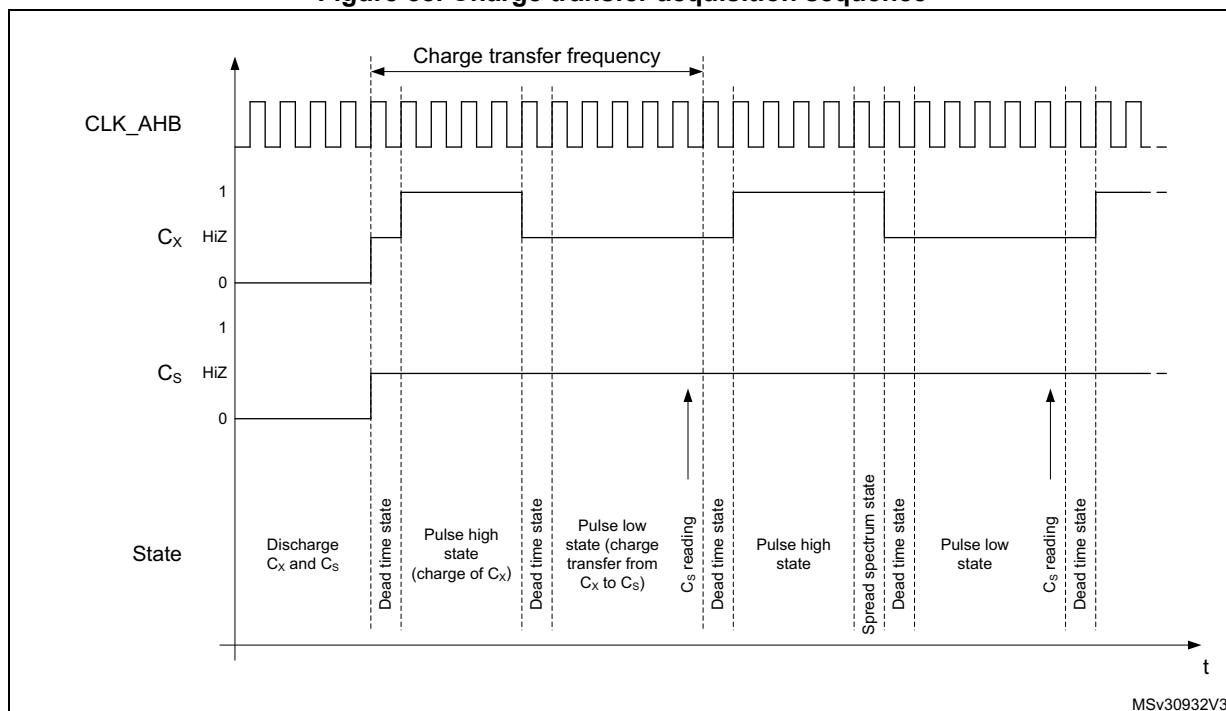 Figure 33. Charge transfer acquisition sequence
Charge transfer frequency
CLK_AHB
1
CX HiZ
0
1
CS HiZ
0
State
Discharge
CX and CS
Dead time state
Pulse high
state
(charge of CX)
Dead time state
Pulse low
state (charge
transfer from
CX to CS)
CS reading
Dead time state
Pulse high
state
Spread spectrum state
Dead time state
Pulse low
state
CS reading
Dead time state
t
MSv30932V3